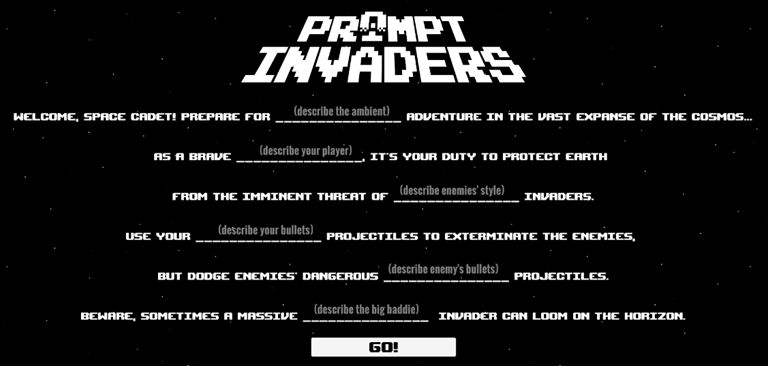 PROMPT
INVADERS
WELCOME, SPACE CADET! PREPARE FOR (describe the ambient) ADVENTURE IN THE VAST EXPANSE OF THE COSMOS...
AS A BRAVE (describe your player), IT'S YOUR DUTY TO PROTECT EARTH
FROM THE IMMINENT THREAT OF (describe enemies' style) INVADERS.
USE YOUR (describe your bullets) PROJECTILES TO EXTERMINATE THE ENEMIES,
BUT DODGE ENEMIES' DANGEROUS (describe enemy's bullets) PROJECTILES.
BEWARE, SOMETIMES A MASSIVE (describe the big baddie) INVADER CAN LOOM ON THE HORIZON.
GO!